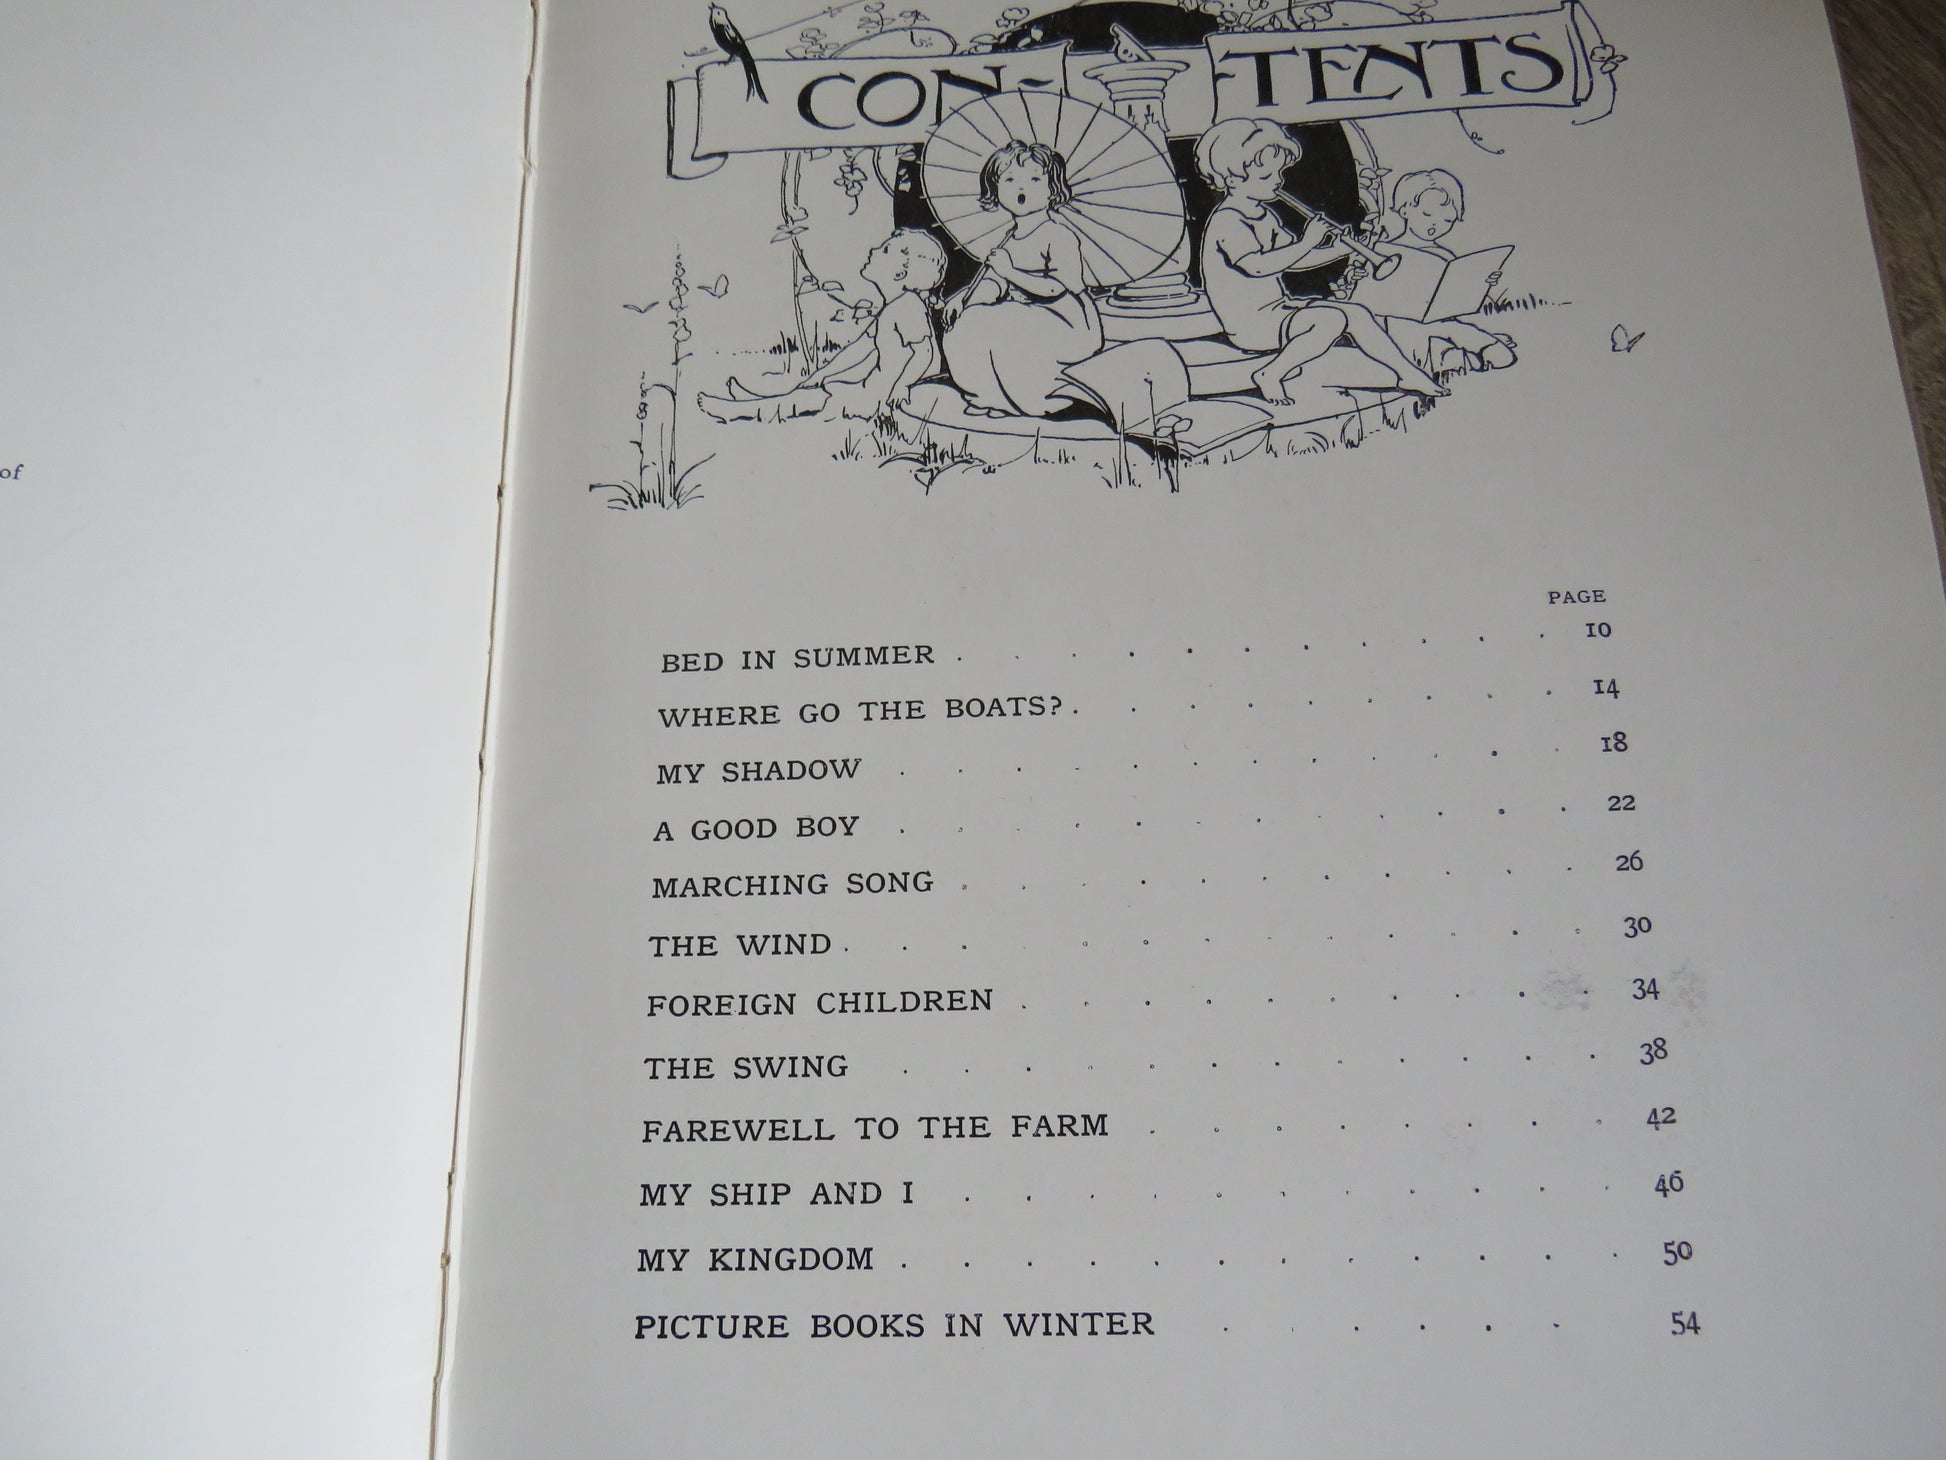 of
CON-TENTS
PAGE
BED IN SUMMER . . . . . . . . . . . 10
WHERE GO THE BOATS? . . . . . . . . . 14
MY SHADOW . . . . . . . . . . . . 18
A GOOD BOY . . . . . . . . . . . . 22
MARCHING SONG . . . . . . . . . . . 26
THE WIND . . . . . . . . . . . . . 30
FOREIGN CHILDREN . . . . . . . . . . 34
THE SWING . . . . . . . . . . . . 38
FAREWELL TO THE FARM . . . . . . . . 42
MY SHIP AND I . . . . . . . . . . . 46
MY KINGDOM . . . . . . . . . . . . 50
PICTURE BOOKS IN WINTER . . . . . . 54